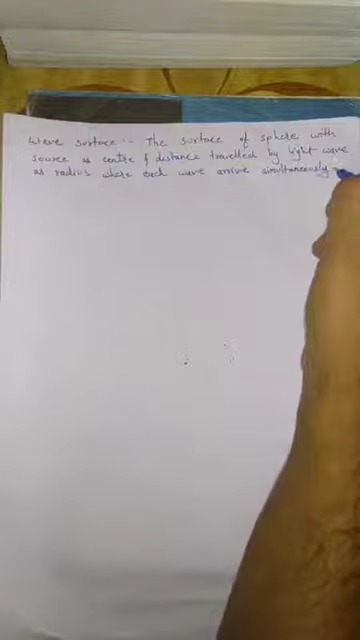 Wave surface :- The surface of sphere with
source as centre & distance travelled by light wave
as radius where each wave arrive simultaneously